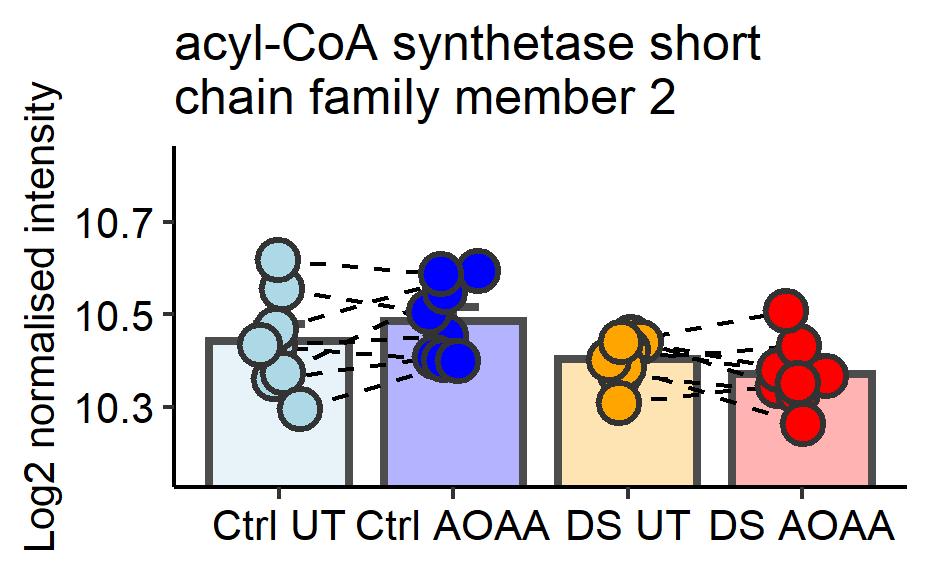 acyl-CoA synthetase short
chain family member 2
Log2 normalised intensity
10.7
10.5
10.3
Ctrl UT Ctrl AOAA DS UT DS AOAA